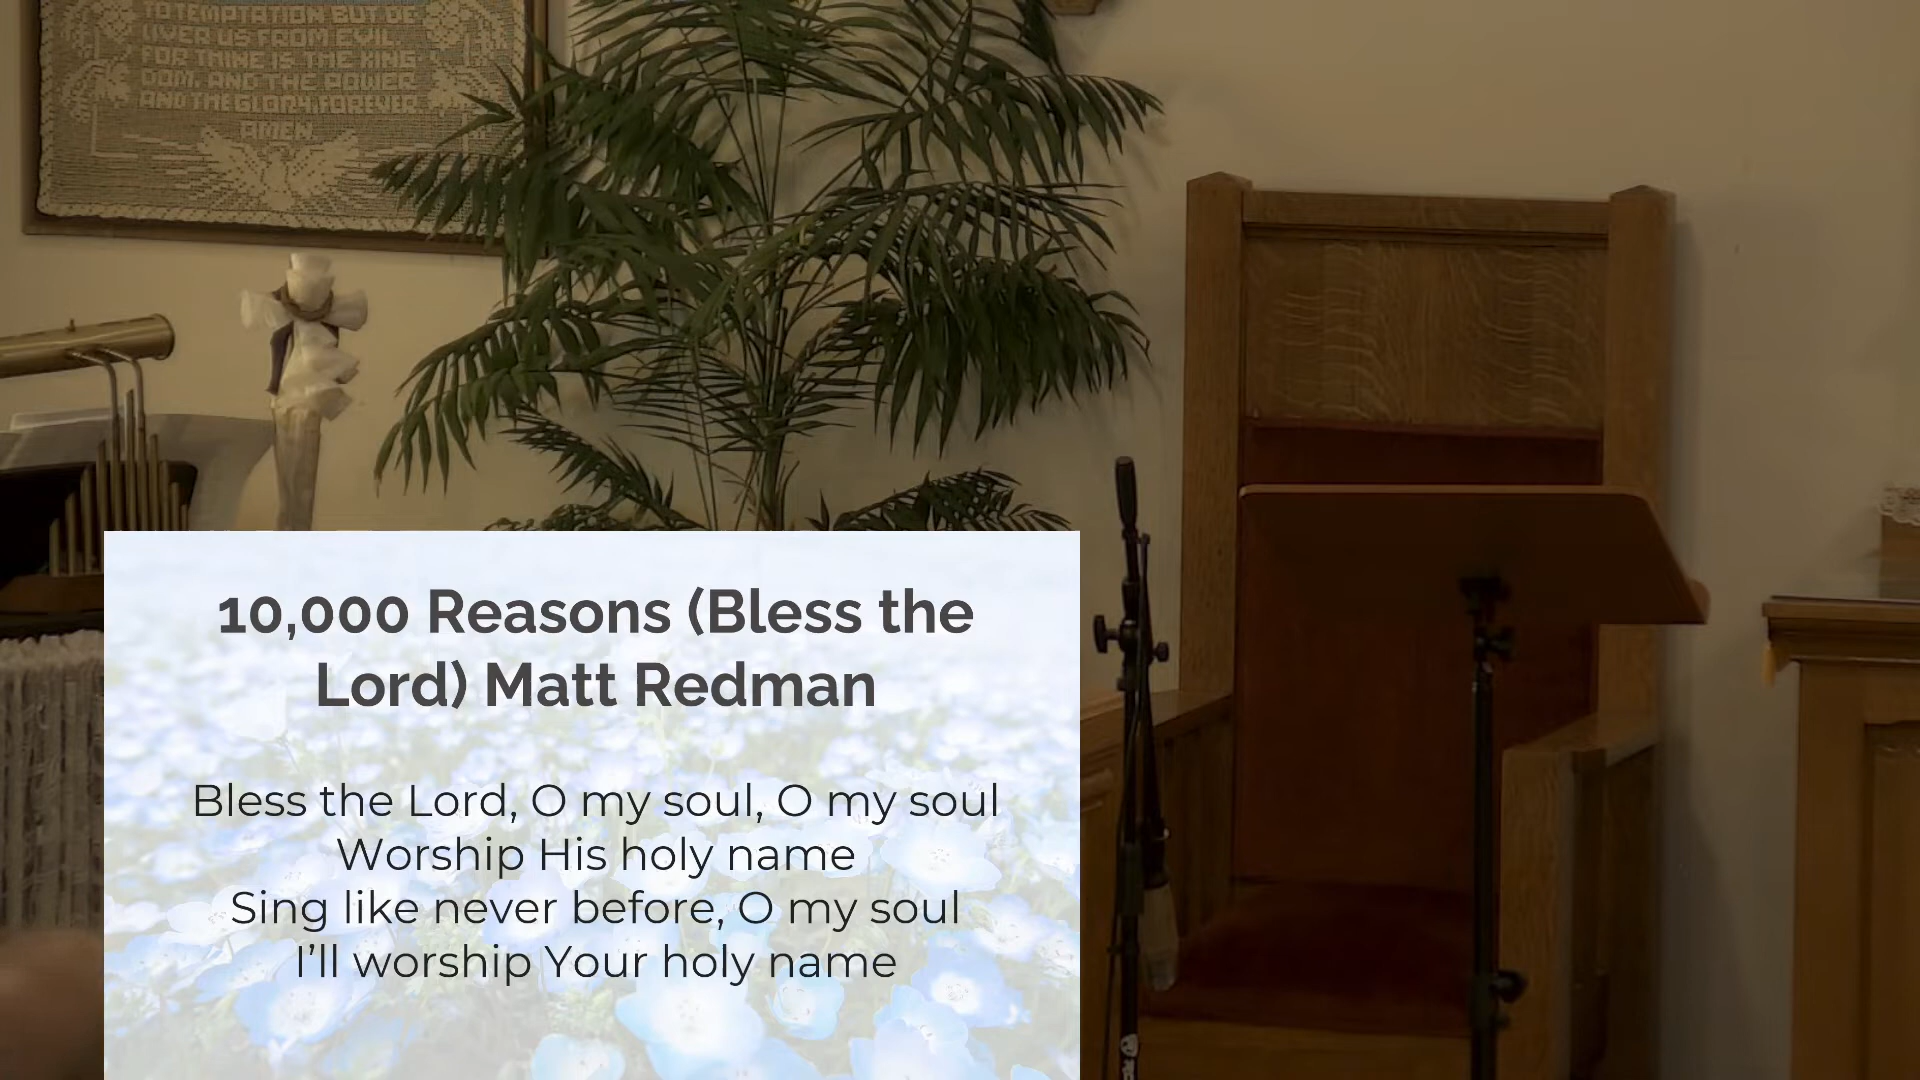 TO TEMPTATION BUT DE
LIVER US FROM EVIL
FOR THINE IS THE KING
DOM, AND THE POWER
AND THE GLORY, FOREVER
AMEN
10,000 Reasons (Bless the
Lord) Matt Redman
Bless the Lord, O my soul, O my soul
Worship His holy name
Sing like never before, O my soul
I’ll worship Your holy name